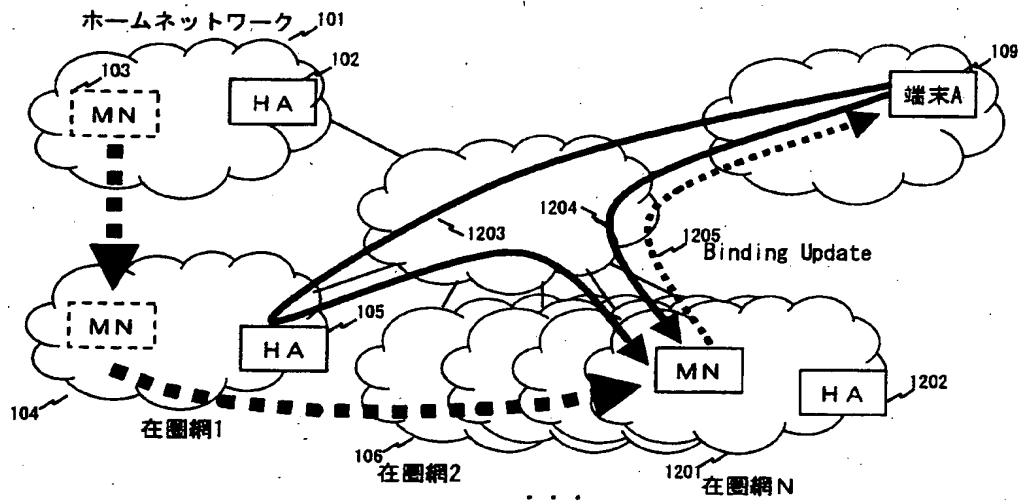 ホームネットワーク
101
102
103
MN
HA
109
端末A
1203
1204
1205
Binding Update
MN
105
HA
104
在圏網1
106
在圏網2
MN
HA
1202
1201
在圏網N
...